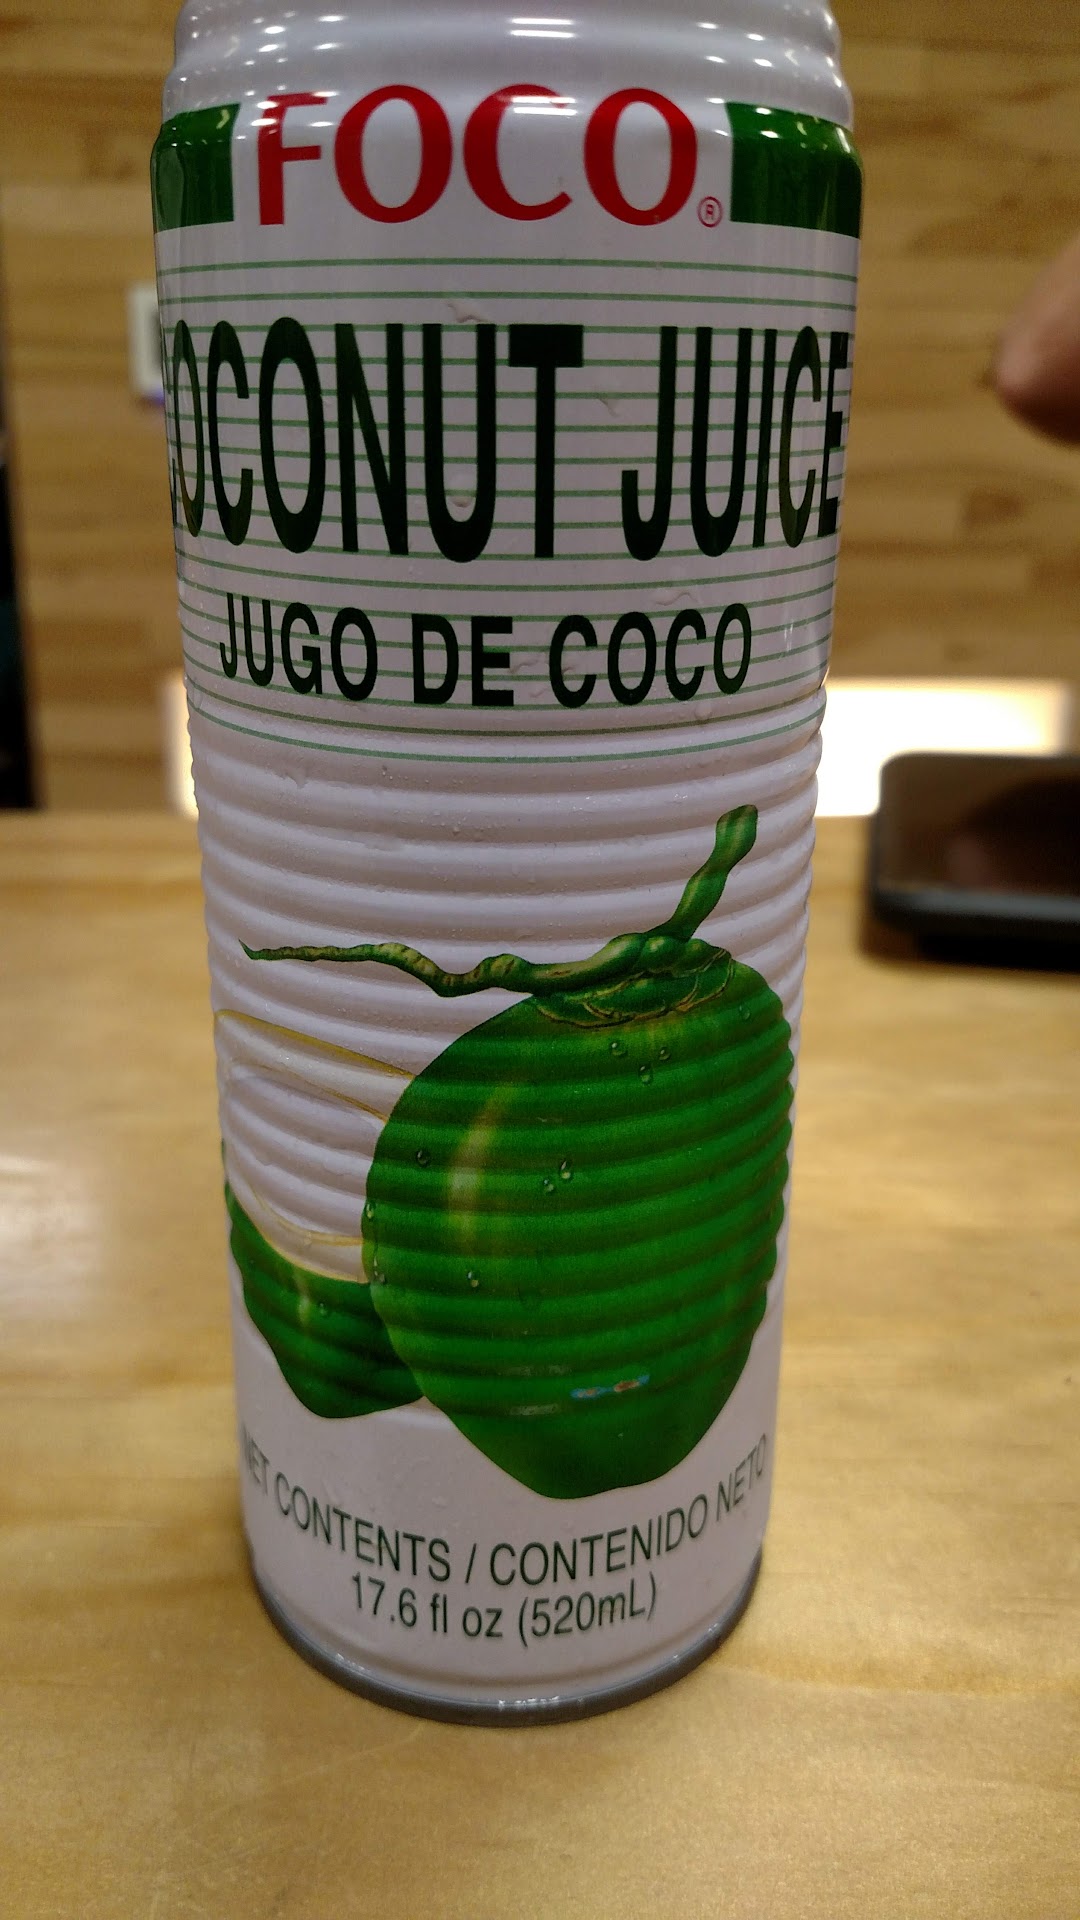 FOCO®
COCONUT JUICE
JUGO DE COCO
NET CONTENTS / CONTENIDO NETO
17.6 fl oz (520mL)